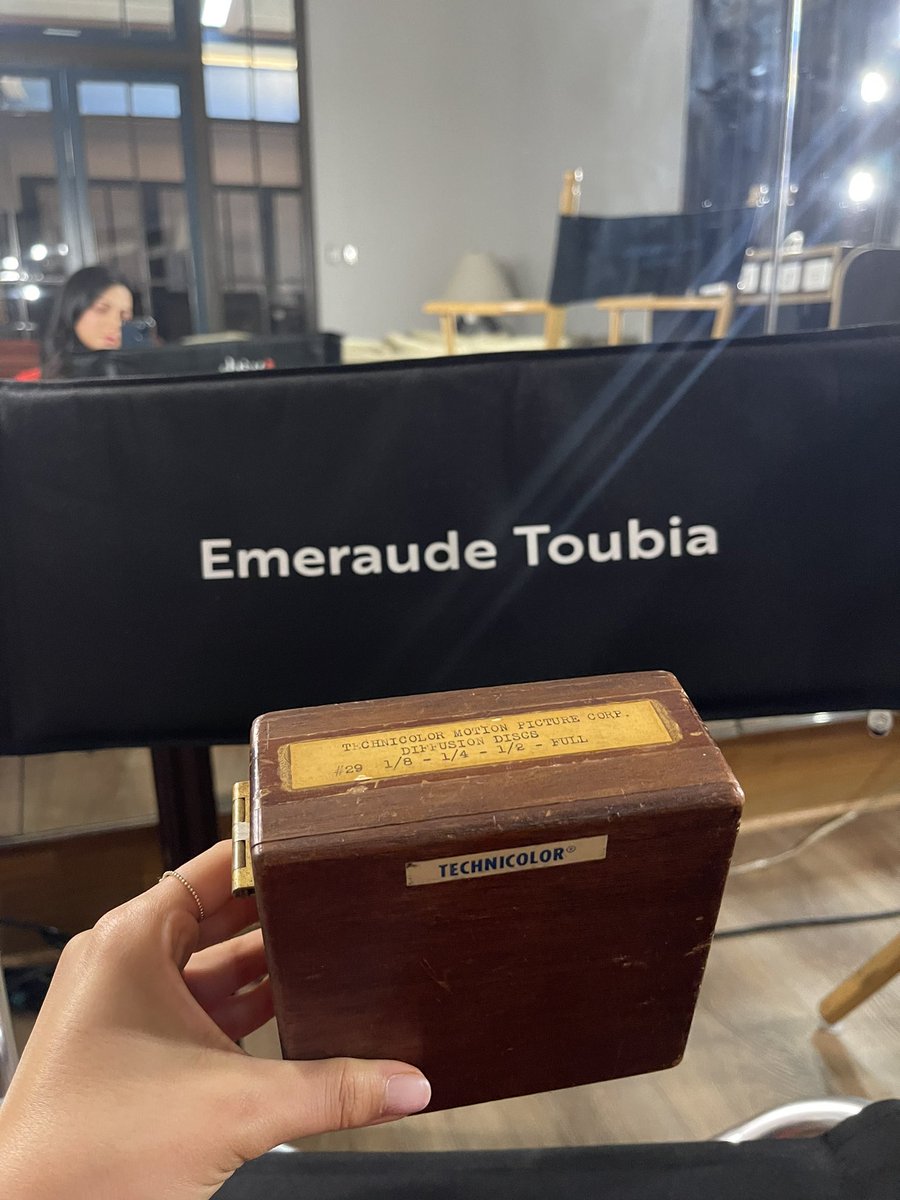 Emeraude Toubia
TECHNICOLOR MOTION PICTURE CORP.
DIFFUSION DISCS
#29 1/8 - 1/4 - 1/2 - FULL
TECHNICOLOR®